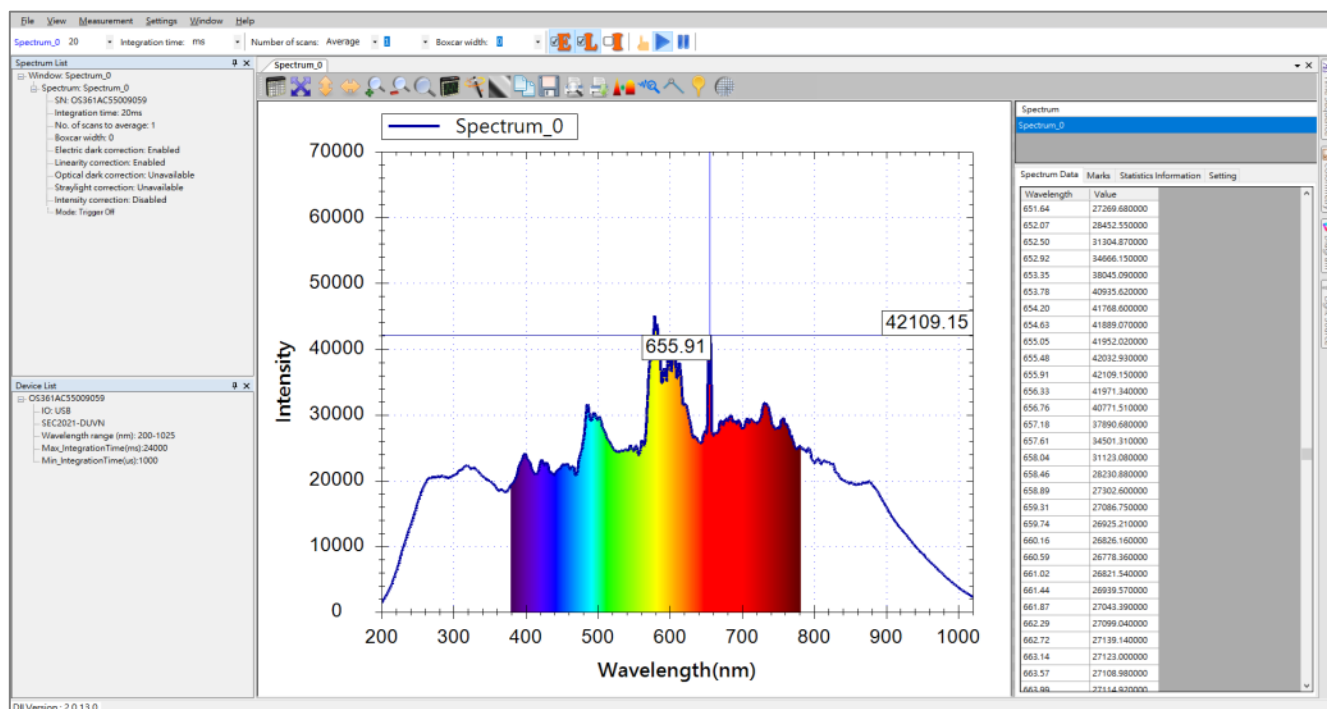 File View Measurement Settings Window Help
Spectrum_0 20 Integration time: ms Number of scans: Average 1 Boxcar width: 0
Spectrum List
Window: Spectrum_0
Spectrum: Spectrum_0
SN: OS361AC55009059
Integration time: 20ms
No. of scans to average: 1
Boxcar width: 0
Electric dark correction: Enabled
Linearity correction: Enabled
Optical dark correction: Unavailable
Straylight correction: Unavailable
Intensity correction: Disabled
Mode: Trigger Off
Device List
OS361AC55009059
IO: USB
SEC2021-DUVN
Wavelength range (nm): 200-1025
Max_IntegrationTime(ms):24000
Min_IntegrationTime(us):1000
Spectrum_0
Spectrum_0
70000
60000
50000
40000
30000
20000
10000
0
Intensity
42109.15
655.91
200 300 400 500 600 700 800 900 1000
Wavelength(nm)
Spectrum
Spectrum_0
Spectrum Data Marks Statistics Information Setting
Wavelength Value
651.64 27269.680000
652.07 28452.550000
652.50 31304.870000
652.92 34666.150000
653.35 38045.090000
653.78 40935.620000
654.20 41768.600000
654.63 41889.070000
655.05 41952.020000
655.48 42032.930000
655.91 42109.150000
656.33 41971.340000
656.76 40771.510000
657.18 37890.680000
657.61 34501.310000
658.04 31123.080000
658.46 28230.880000
658.89 27302.600000
659.31 27086.750000
659.74 26925.210000
660.16 26826.160000
660.59 26778.360000
661.02 26821.540000
661.44 26939.570000
661.87 27043.390000
662.29 27099.040000
662.72 27139.140000
663.14 27123.000000
663.57 27108.980000
663.99 27114.920000
Dll Version : 2.0.13.0